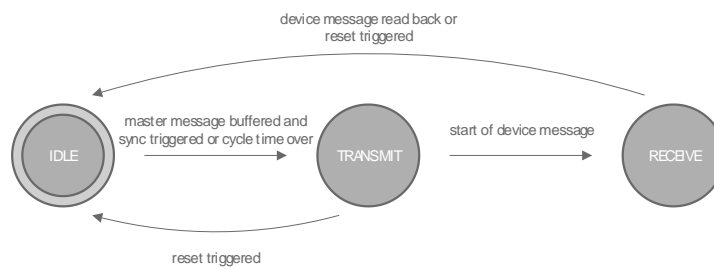 device message read back or
reset triggered
master message buffered and
sync triggered or cycle time over
start of device message
IDLE
TRANSMIT
RECEIVE
reset triggered